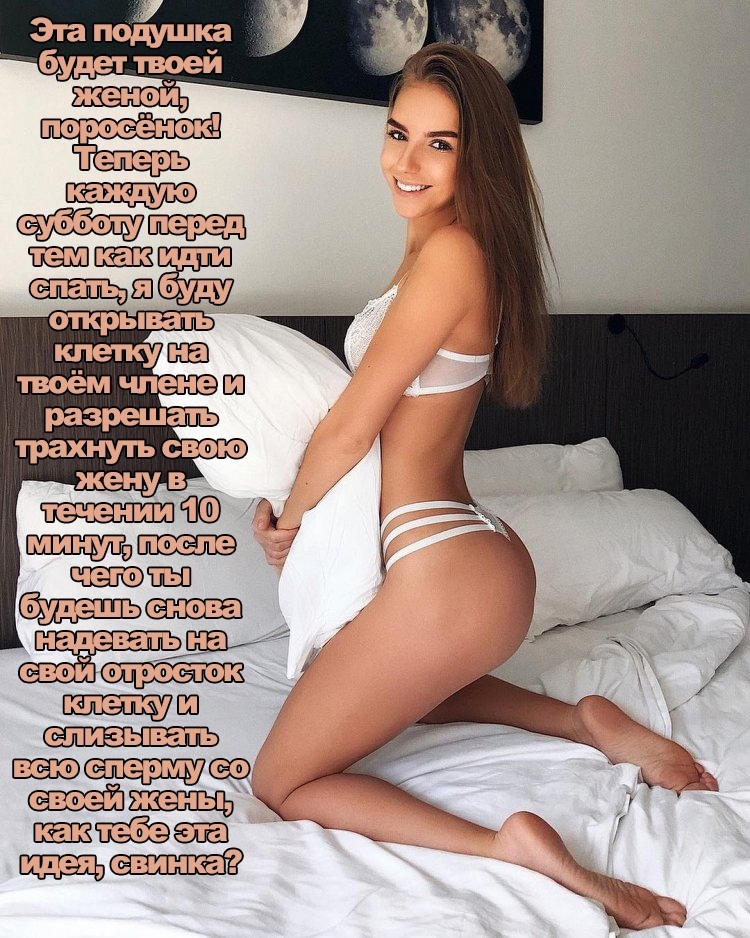 Эта подушка
будет твоей
женой,
поросёнок!
Теперь
каждую
субботу перед
тем как идти
спать, я буду
открывать
клетку на
твоём члене и
разрешать
трахнуть свою
жену в
течении 10
минут, после
чего ты
будешь снова
надевать на
свой отросток
клетку и
слизывать
всю сперму со
своей жены,
как тебе эта
идея, свинка?